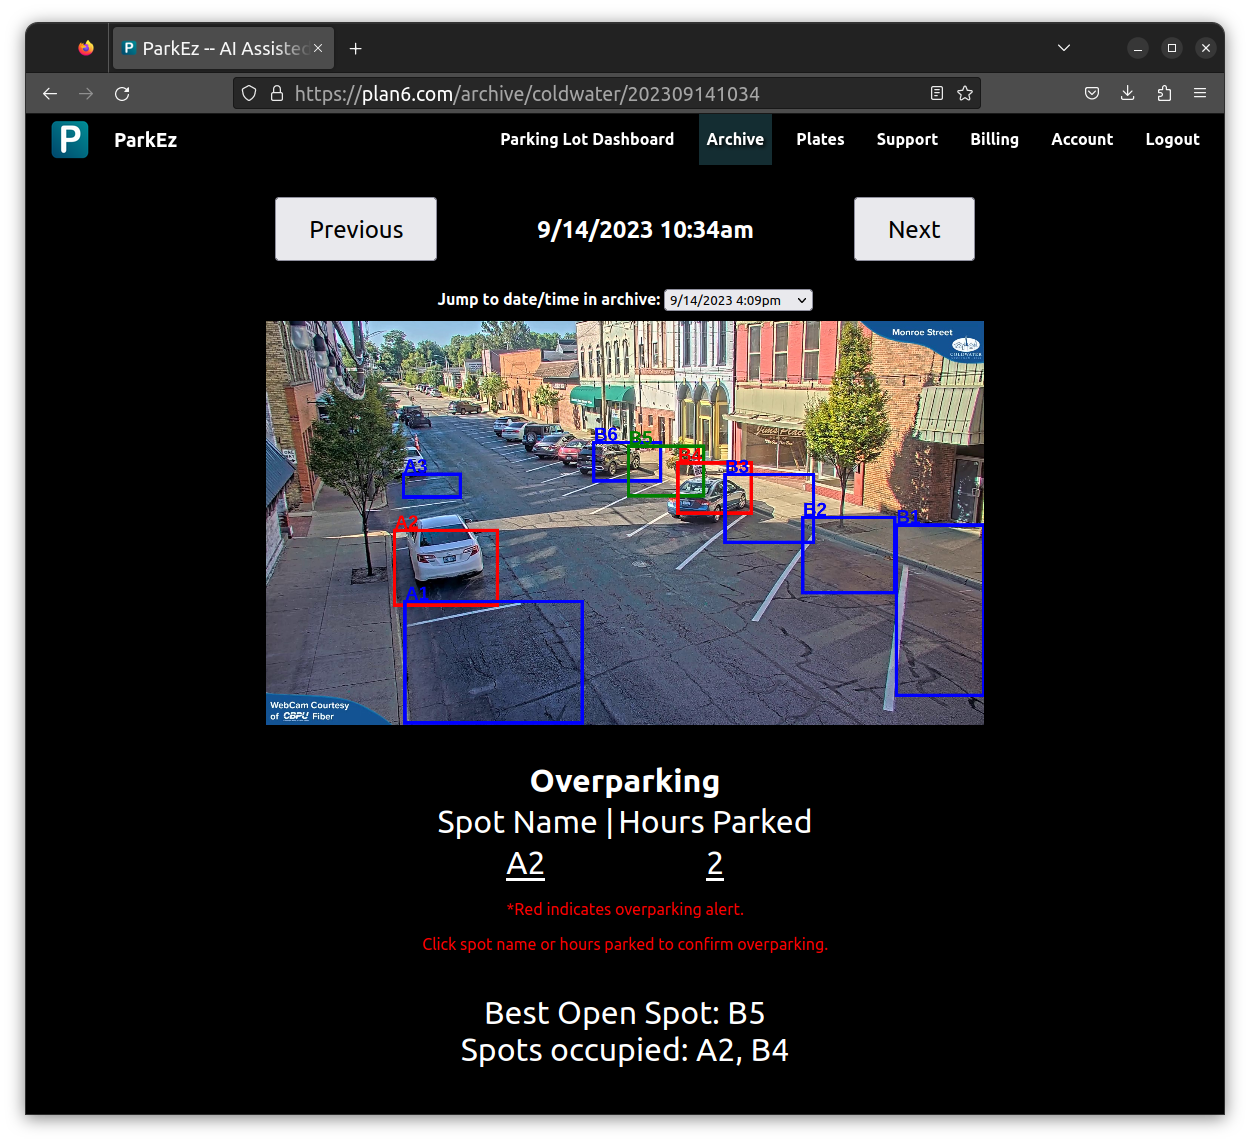 ParkEz -- AI Assisted
https://plan6.com/archive/coldwater/202309141034
P ParkEz Parking Lot Dashboard Archive Plates Support Billing Account Logout
Previous 9/14/2023 10:34am Next
Jump to date/time in archive: 9/14/2023 4:09pm
Monroe Street
COLDWATER
B6 B5
B4 B3
A3
B2 B1
A2
A1
WebCam Courtesy
of CBPU Fiber
Overparking
Spot Name | Hours Parked
A2 2
*Red indicates overparking alert.
Click spot name or hours parked to confirm overparking.
Best Open Spot: B5
Spots occupied: A2, B4